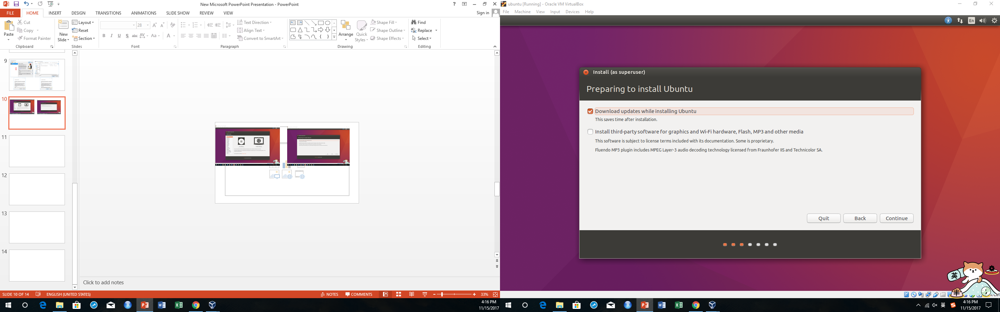 New Microsoft PowerPoint Presentation - PowerPoint
FILE HOME INSERT DESIGN TRANSITIONS ANIMATIONS SLIDE SHOW REVIEW VIEW
Sign in
Paste
Cut
Copy
Format Painter
Clipboard
New Slide
Layout
Reset
Section
Slides
28
B I U S abc AV Aa A
Font
Text Direction
Align Text
Convert to SmartArt
Paragraph
Arrange
Quick Styles
Shape Fill
Shape Outline
Shape Effects
Drawing
Find
Replace
Select
Editing
9
10
11
12
13
14
Click to add notes
SLIDE 10 OF 14
ENGLISH (UNITED STATES)
NOTES
COMMENTS
33%
4:16 PM
11/15/2017
ubuntu [Running] - Oracle VM VirtualBox
File Machine View Input Devices Help
En
Install (as superuser)
Preparing to install Ubuntu
Download updates while installing Ubuntu
This saves time after installation.
Install third-party software for graphics and Wi-Fi hardware, Flash, MP3 and other media
This software is subject to license terms included with its documentation. Some is proprietary.
Fluendo MP3 plugin includes MPEG Layer-3 audio decoding technology licensed from Fraunhofer IIS and Technicolor SA.
Quit
Back
Continue
英
半
Ctrl
英
4:16 PM
11/15/2017